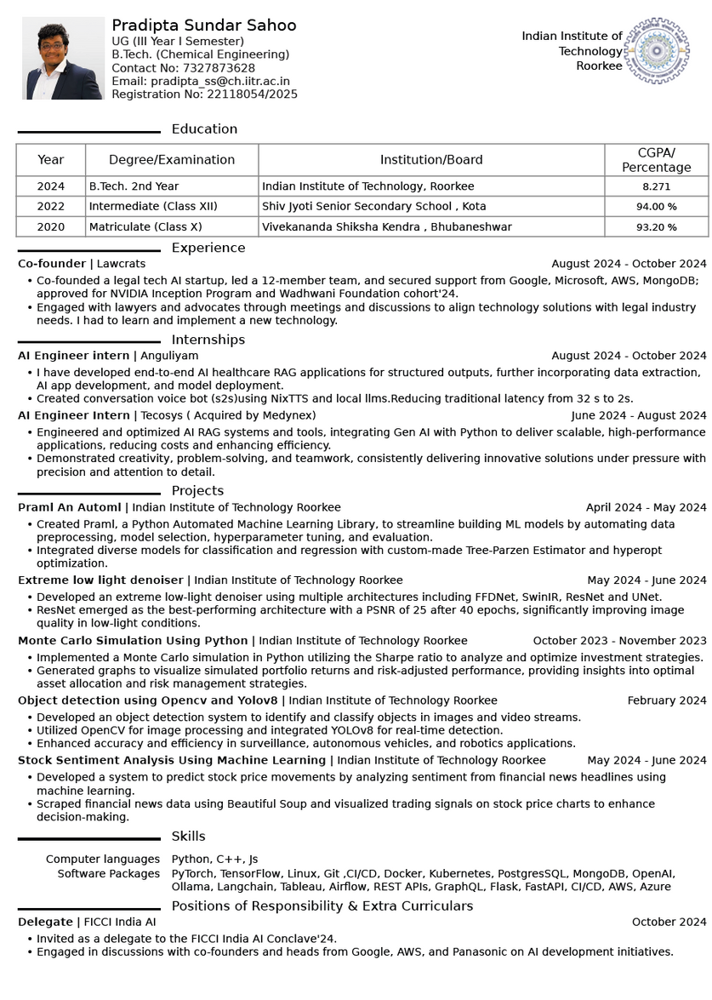 Pradipta Sundar Sahoo
UG (III Year I Semester)
B.Tech. (Chemical Engineering)
Contact No: 7327873628
Email: pradipta_ss@ch.iitr.ac.in
Registration No: 22118054/2025
Indian Institute of
Technology
Roorkee
Education
Year Degree/Examination Institution/Board CGPA/ Percentage
2024 B.Tech. 2nd Year Indian Institute of Technology, Roorkee 8.271
2022 Intermediate (Class XII) Shiv Jyoti Senior Secondary School , Kota 94.00 %
2020 Matriculate (Class X) Vivekananda Shiksha Kendra , Bhubaneshwar 93.20 %
Experience
Co-founder | Lawcrats August 2024 - October 2024
• Co-founded a legal tech AI startup, led a 12-member team, and secured support from Google, Microsoft, AWS, MongoDB;
approved for NVIDIA Inception Program and Wadhwani Foundation cohort'24.
• Engaged with lawyers and advocates through meetings and discussions to align technology solutions with legal industry
needs. I had to learn and implement a new technology.
Internships
AI Engineer intern | Anguliyam August 2024 - October 2024
• I have developed end-to-end AI healthcare RAG applications for structured outputs, further incorporating data extraction,
AI app development, and model deployment.
• Created conversation voice bot (s2s)using NixTTS and local llms.Reducing traditional latency from 32 s to 2s.
AI Engineer Intern | Tecosys ( Acquired by Medynex) June 2024 - August 2024
• Engineered and optimized AI RAG systems and tools, integrating Gen AI with Python to deliver scalable, high-performance
applications, reducing costs and enhancing efficiency.
• Demonstrated creativity, problem-solving, and teamwork, consistently delivering innovative solutions under pressure with
precision and attention to detail.
Projects
Praml An Automl | Indian Institute of Technology Roorkee April 2024 - May 2024
• Created Praml, a Python Automated Machine Learning Library, to streamline building ML models by automating data
preprocessing, model selection, hyperparameter tuning, and evaluation.
• Integrated diverse models for classification and regression with custom-made Tree-Parzen Estimator and hyperopt
optimization.
Extreme low light denoiser | Indian Institute of Technology Roorkee May 2024 - June 2024
• Developed an extreme low-light denoiser using multiple architectures including FFDNet, SwinIR, ResNet and UNet.
• ResNet emerged as the best-performing architecture with a PSNR of 25 after 40 epochs, significantly improving image
quality in low-light conditions.
Monte Carlo Simulation Using Python | Indian Institute of Technology Roorkee October 2023 - November 2023
• Implemented a Monte Carlo simulation in Python utilizing the Sharpe ratio to analyze and optimize investment strategies.
• Generated graphs to visualize simulated portfolio returns and risk-adjusted performance, providing insights into optimal
asset allocation and risk management strategies.
Object detection using Opencv and Yolov8 | Indian Institute of Technology Roorkee February 2024
• Developed an object detection system to identify and classify objects in images and video streams.
• Utilized OpenCV for image processing and integrated YOLOv8 for real-time detection.
• Enhanced accuracy and efficiency in surveillance, autonomous vehicles, and robotics applications.
Stock Sentiment Analysis Using Machine Learning | Indian Institute of Technology Roorkee May 2024 - June 2024
• Developed a system to predict stock price movements by analyzing sentiment from financial news headlines using
machine learning.
• Scraped financial news data using Beautiful Soup and visualized trading signals on stock price charts to enhance
decision-making.
Skills
Computer languages Python, C++, Js
Software Packages PyTorch, TensorFlow, Linux, Git ,CI/CD, Docker, Kubernetes, PostgresSQL, MongoDB, OpenAI,
Ollama, Langchain, Tableau, Airflow, REST APIs, GraphQL, Flask, FastAPI, CI/CD, AWS, Azure
Positions of Responsibility & Extra Curriculars
Delegate | FICCI India AI October 2024
• Invited as a delegate to the FICCI India AI Conclave'24.
• Engaged in discussions with co-founders and heads from Google, AWS, and Panasonic on AI development initiatives.